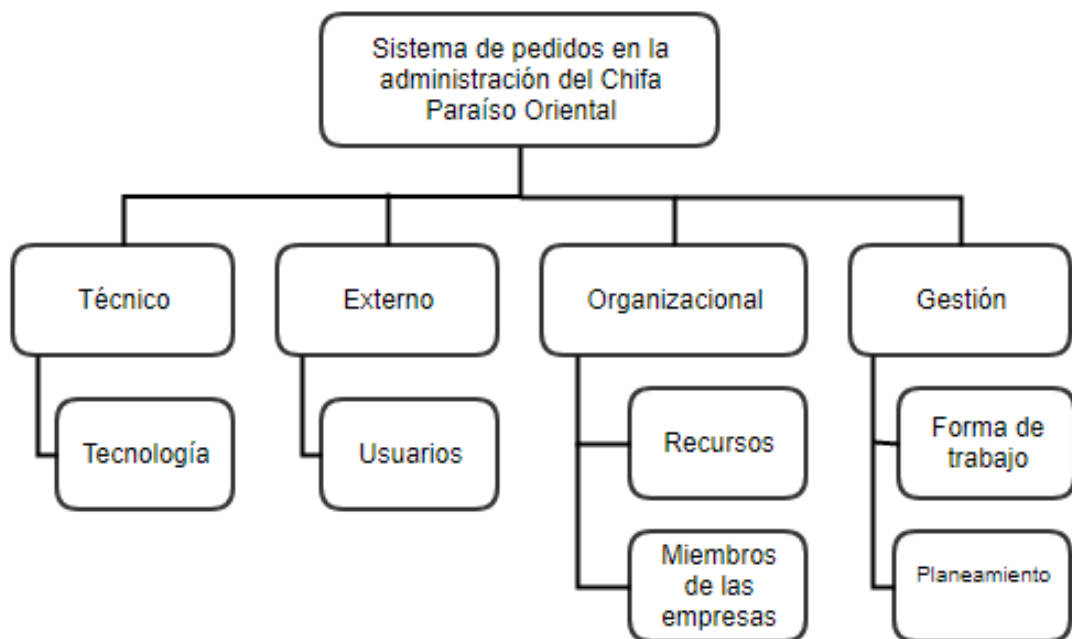 Sistema de pedidos en la
administración del Chifa
Paraíso Oriental
Técnico
Externo
Organizacional
Gestión
Tecnología
Usuarios
Recursos
Forma de
trabajo
Miembros
de las
empresas
Planeamiento